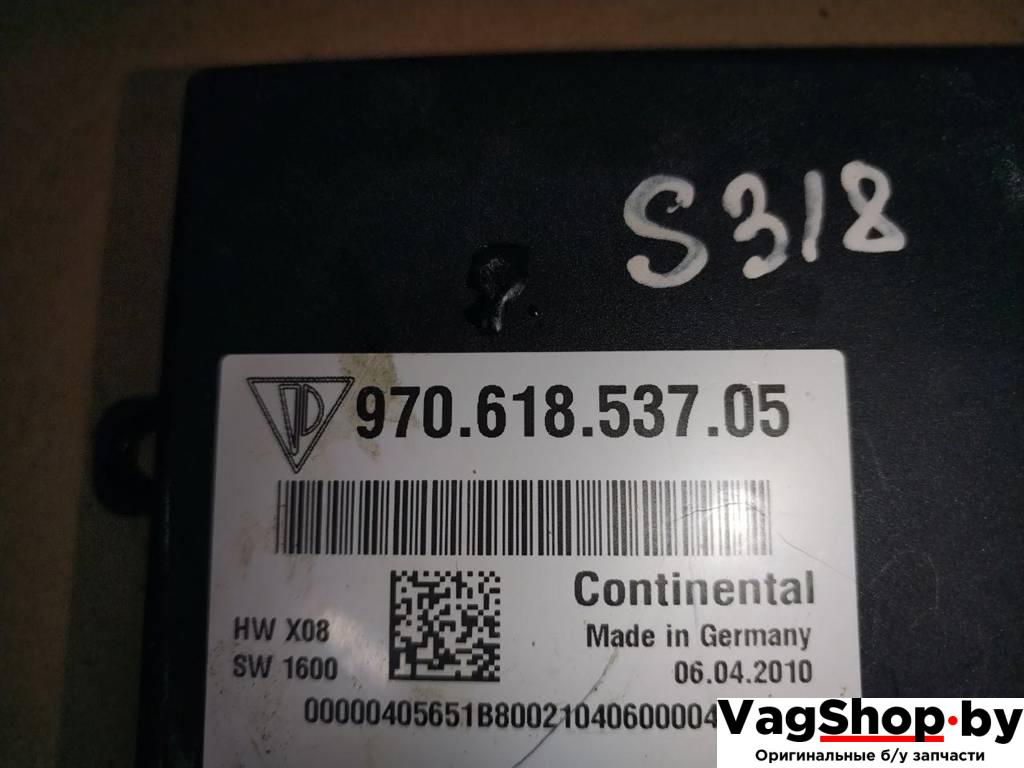 S318
970.618.537.05
Continental
HW X08
Made in Germany
SW 1600
06.04.2010
00000405651B80021040600004
VagShop.by
Оригинальные б/у запчасти